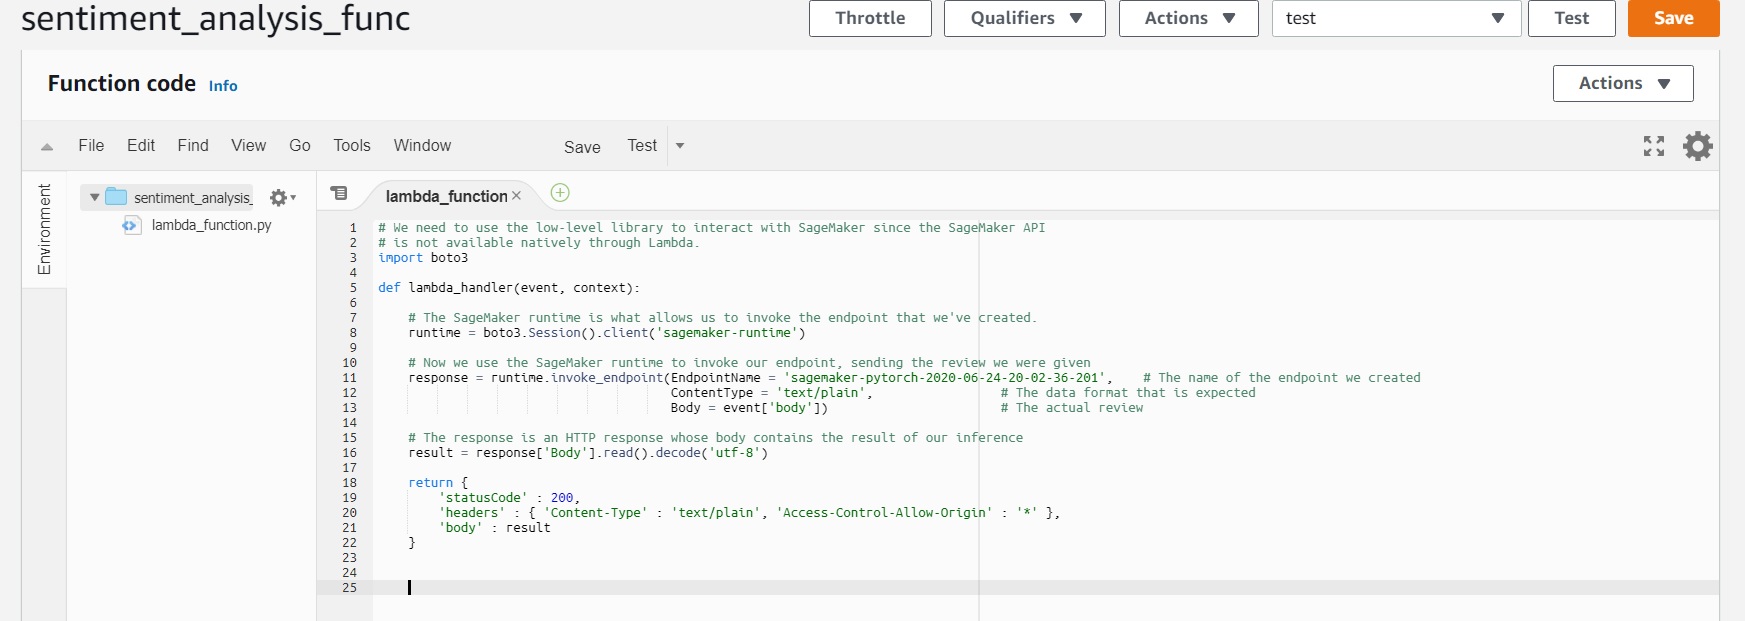 sentiment_analysis_func
Throttle
Qualifiers
Actions
test
Test
Save
Function code Info
Actions
File Edit Find View Go Tools Window Save Test
Environment
sentiment_analysis_
lambda_function.py
lambda_function
1 # We need to use the low-level library to interact with SageMaker since the SageMaker API
2 # is not available natively through Lambda.
3 import boto3
4
5 def lambda_handler(event, context):
6
7     # The SageMaker runtime is what allows us to invoke the endpoint that we've created.
8     runtime = boto3.Session().client('sagemaker-runtime')
9
10     # Now we use the SageMaker runtime to invoke our endpoint, sending the review we were given
11     response = runtime.invoke_endpoint(EndpointName = 'sagemaker-pytorch-2020-06-24-20-02-36-201',    # The name of the endpoint we created
12                                        ContentType = 'text/plain',                 # The data format that is expected
13                                        Body = event['body'])                       # The actual review
14
15     # The response is an HTTP response whose body contains the result of our inference
16     result = response['Body'].read().decode('utf-8')
17
18     return {
19         'statusCode' : 200,
20         'headers' : { 'Content-Type' : 'text/plain', 'Access-Control-Allow-Origin' : '*' },
21         'body' : result
22     }
23
24
25